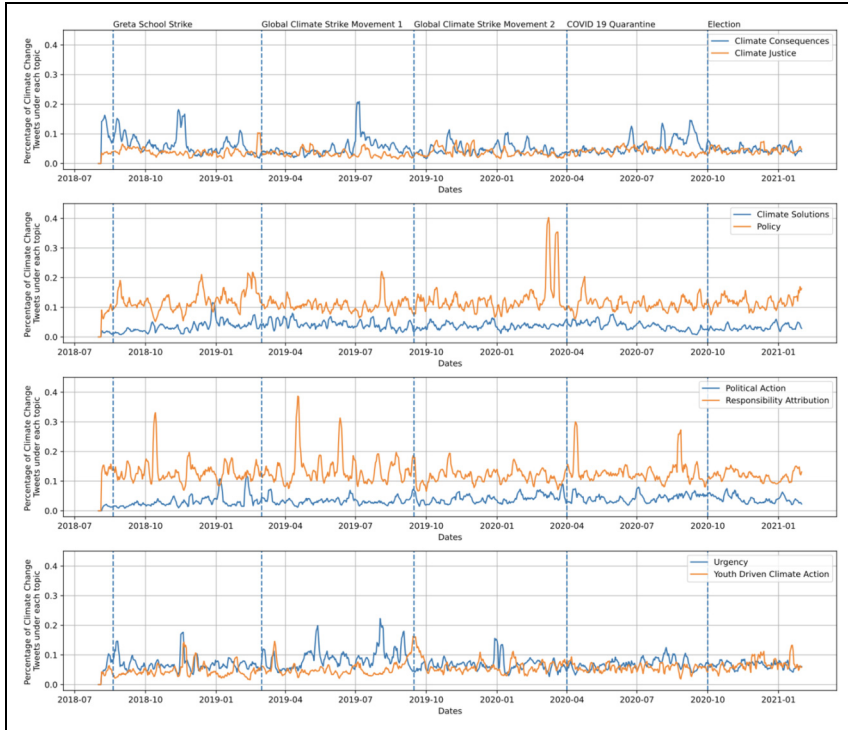 Greta School Strike Global Climate Strike Movement 1 Global Climate Strike Movement 2 COVID 19 Quarantine Election
Percentage of Climate Change
Tweets under each topic
0.4
0.3
0.2
0.1
0.0
Climate Consequences
Climate Justice
2018-07 2018-10 2019-01 2019-04 2019-07 2019-10 2020-01 2020-04 2020-07 2020-10 2021-01
Dates
Percentage of Climate Change
Tweets under each topic
0.4
0.3
0.2
0.1
0.0
Climate Solutions
Policy
2018-07 2018-10 2019-01 2019-04 2019-07 2019-10 2020-01 2020-04 2020-07 2020-10 2021-01
Dates
Percentage of Climate Change
Tweets under each topic
0.4
0.3
0.2
0.1
0.0
Political Action
Responsibility Attribution
2018-07 2018-10 2019-01 2019-04 2019-07 2019-10 2020-01 2020-04 2020-07 2020-10 2021-01
Dates
Percentage of Climate Change
Tweets under each topic
0.4
0.3
0.2
0.1
0.0
Urgency
Youth Driven Climate Action
2018-07 2018-10 2019-01 2019-04 2019-07 2019-10 2020-01 2020-04 2020-07 2020-10 2021-01
Dates